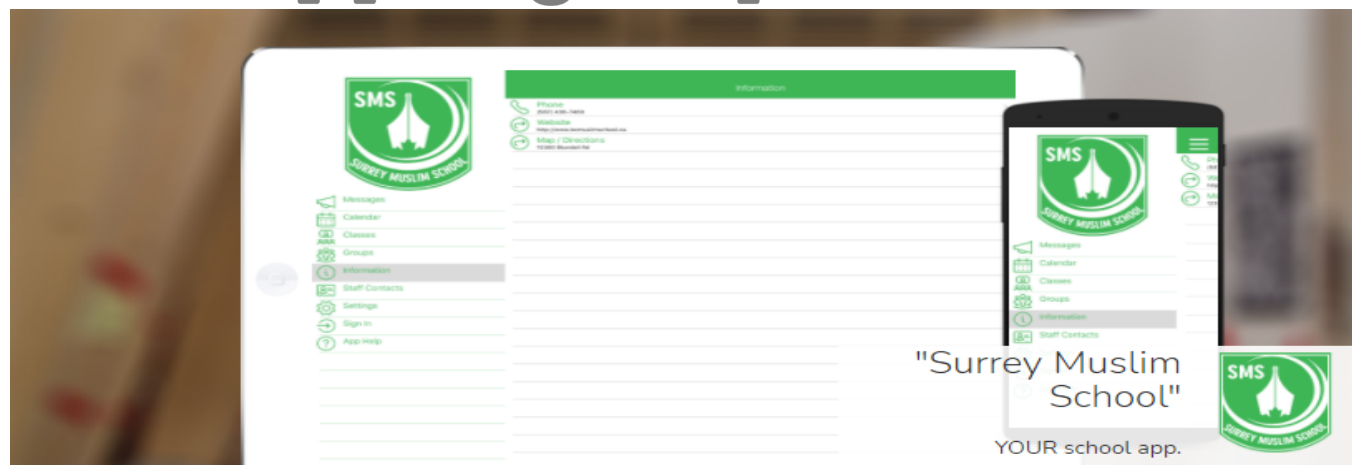 SMS
SURREY MUSLIM SCHOOL
Information
Phone
Website
Map / Directions
Messages
Calendar
Classes
Groups
Information
Staff Contacts
Settings
Sign In
App Help
SMS
SURREY MUSLIM SCHOOL
Messages
Calendar
Classes
Groups
Information
Staff Contacts
"Surrey Muslim
School"
YOUR school app.
SMS
SURREY MUSLIM SCHOOL